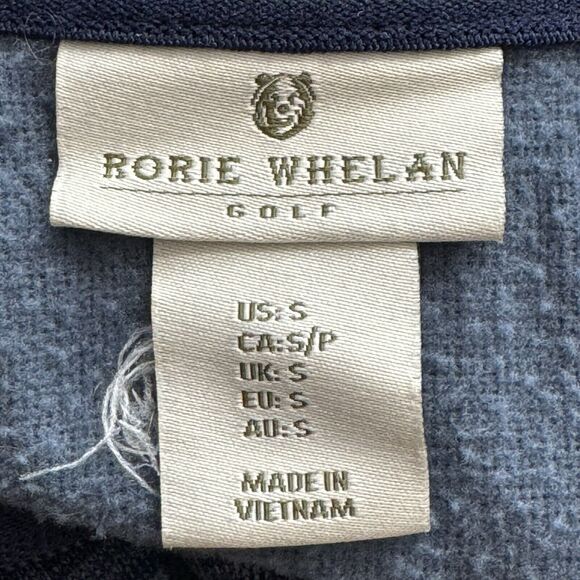 RORIE WHELAN
GOLF
US: S
CA: S/P
UK: S
EU: S
AU: S
MADE IN
VIETNAM